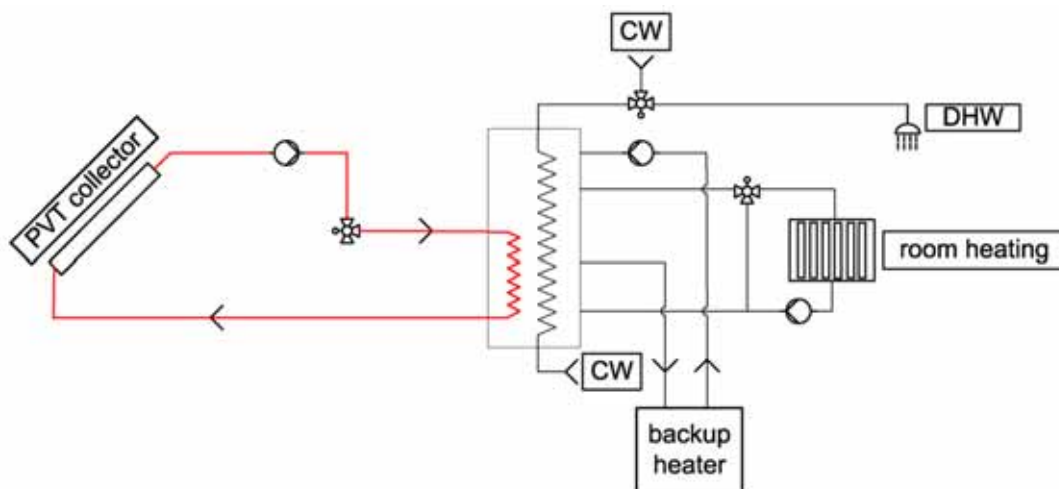 CW
DHW
PVT collector
room heating
CW
backup
heater